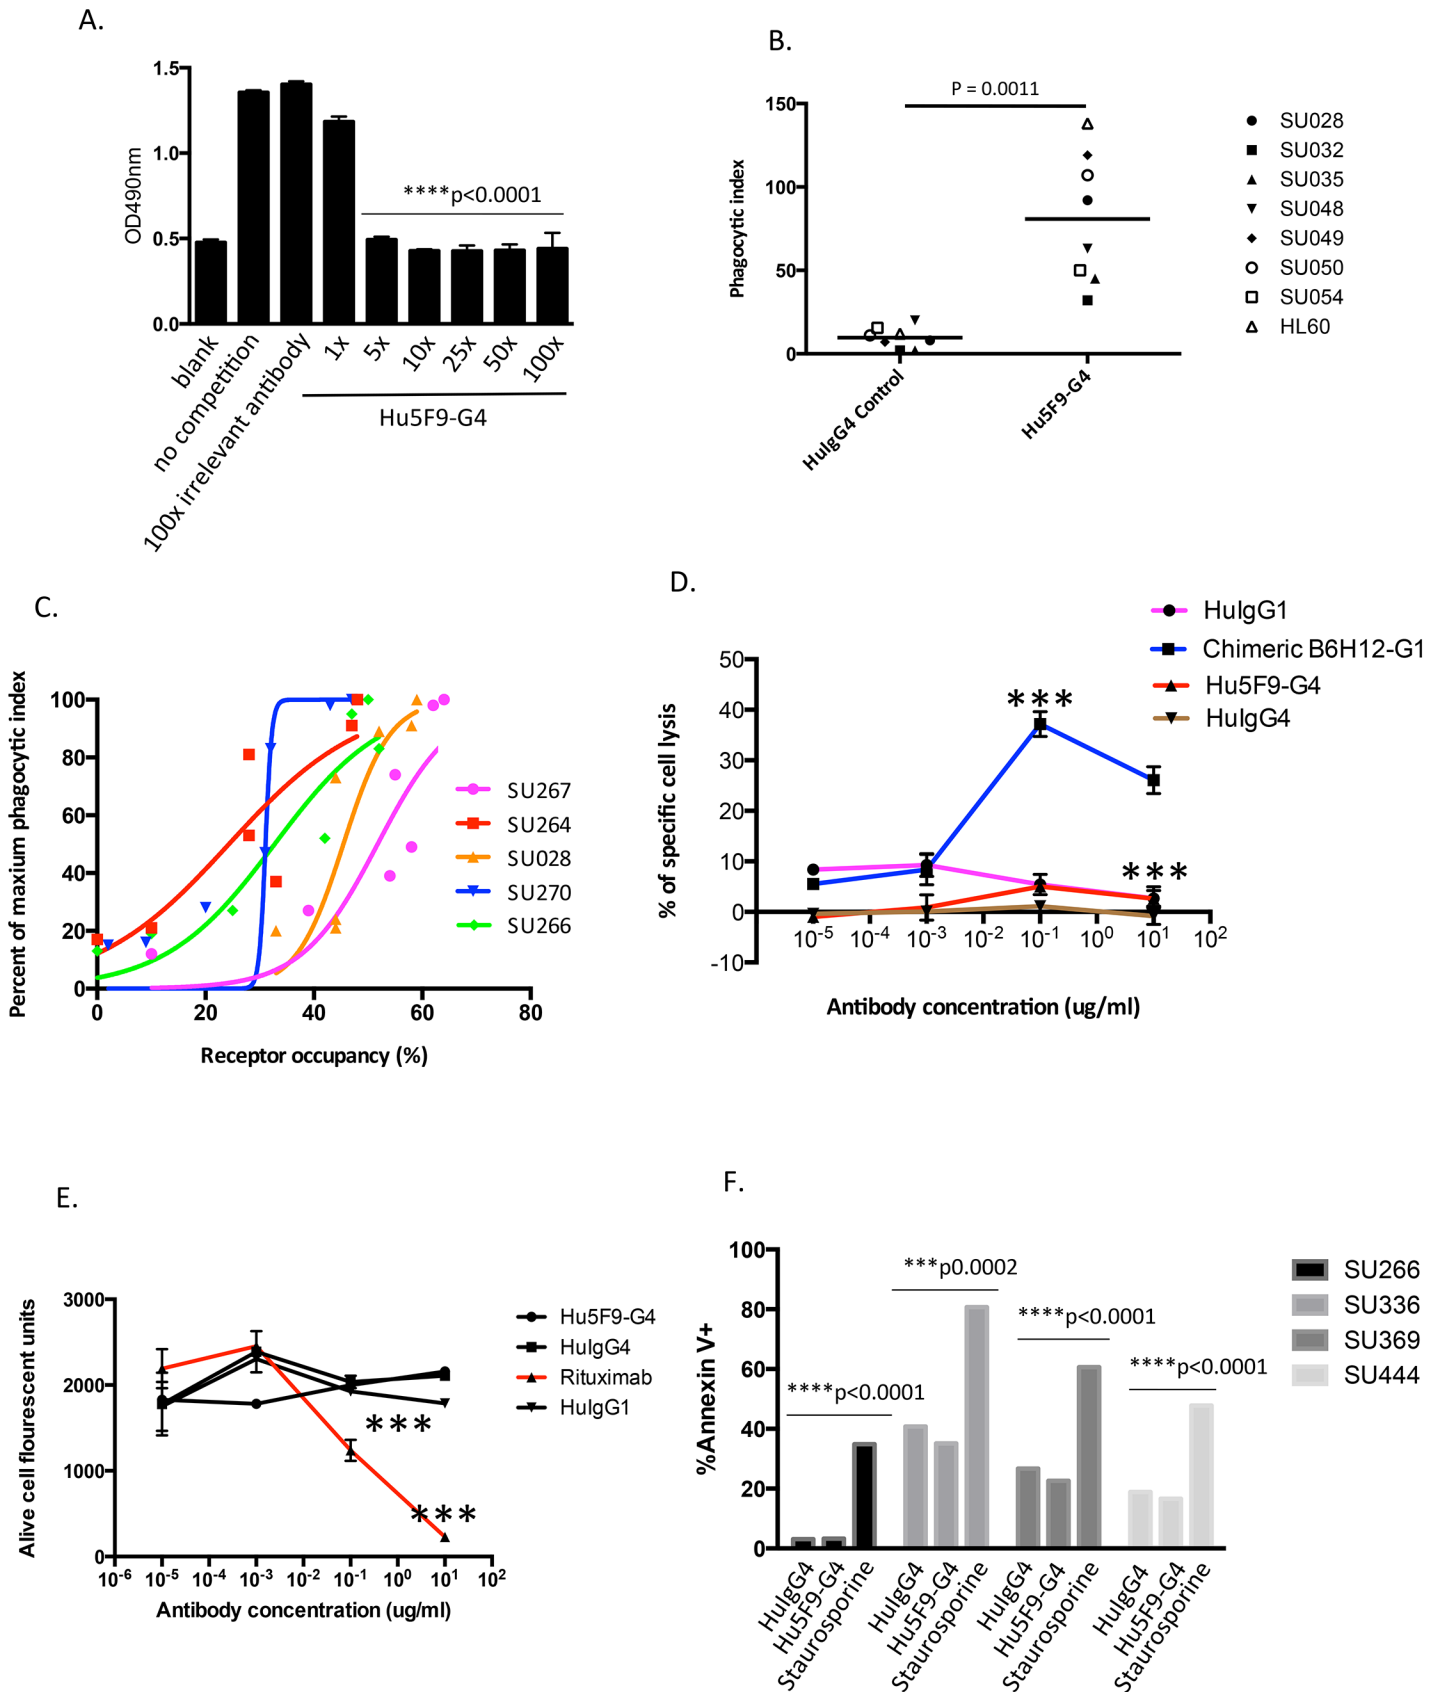 A.
1.5
1.0
0.5
0.0
OD490nm
****p<0.0001
blank
no competition
100x irrelevant antibody
1x
5x
10x
25x
50x
100x
Hu5F9-G4
B.
P = 0.0011
150
100
50
0
Phagocytic index
HuIgG4 Control
Hu5F9-G4
SU028
SU032
SU035
SU048
SU049
SU050
SU054
HL60
C.
Percent of maxium phagocytic index
100
80
60
40
20
0
0 20 40 60 80
Receptor occupancy (%)
SU267
SU264
SU028
SU270
SU266
D.
HuIgG1
Chimeric B6H12-G1
Hu5F9-G4
HuIgG4
% of specific cell lysis
50
40
30
20
10
0
-10
***
***
10-5 10-4 10-3 10-2 10-1 100 101 102
Antibody concentration (ug/ml)
E.
Alive cell flourescent units
3000
2000
1000
0
***
***
10-6 10-5 10-4 10-3 10-2 10-1 100 101 102
Antibody concentration (ug/ml)
Hu5F9-G4
HuIgG4
Rituximab
HuIgG1
F.
%Annexin V+
100
80
60
40
20
0
****p<0.0001
***p0.0002
****p<0.0001
****p<0.0001
HuIgG4
Hu5F9-G4
Staurosporine
HuIgG4
Hu5F9-G4
Staurosporine
HuIgG4
Hu5F9-G4
Staurosporine
HuIgG4
Hu5F9-G4
Staurosporine
SU266
SU336
SU369
SU444